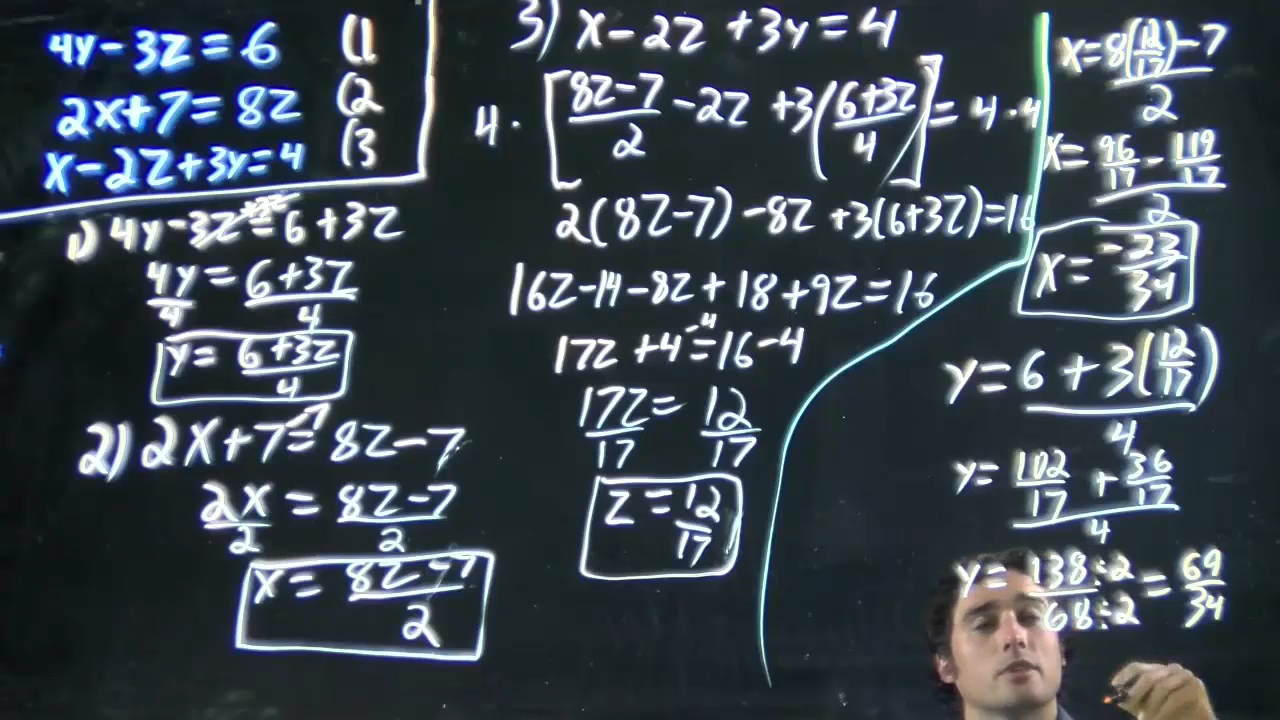 4y-3z=6 (1
2x+7=8z (2
x-2z+3y=4 (3
1) 4y-3z+3z=6+3z
4y/4=6+3z/4
y=6+3z/4
2) 2x+7-7=8z-7
2x/2=8z-7/2
x=8z-7/2
3) x-2z+3y=4
4·[8z-7/2-2z+3(6+3z/4)]=4·4
2(8z-7)-8z+3(6+3z)=16
16z-14-8z+18+9z=16
17z+4-4=16-4
17z/17=12/17
z=12/17
x=8(12/17)-7/2
x=96/17-119/17/2
x=-23/34
y=6+3(12/17)/4
y=102/17+36/17/4
y=138÷2/68÷2=69/34